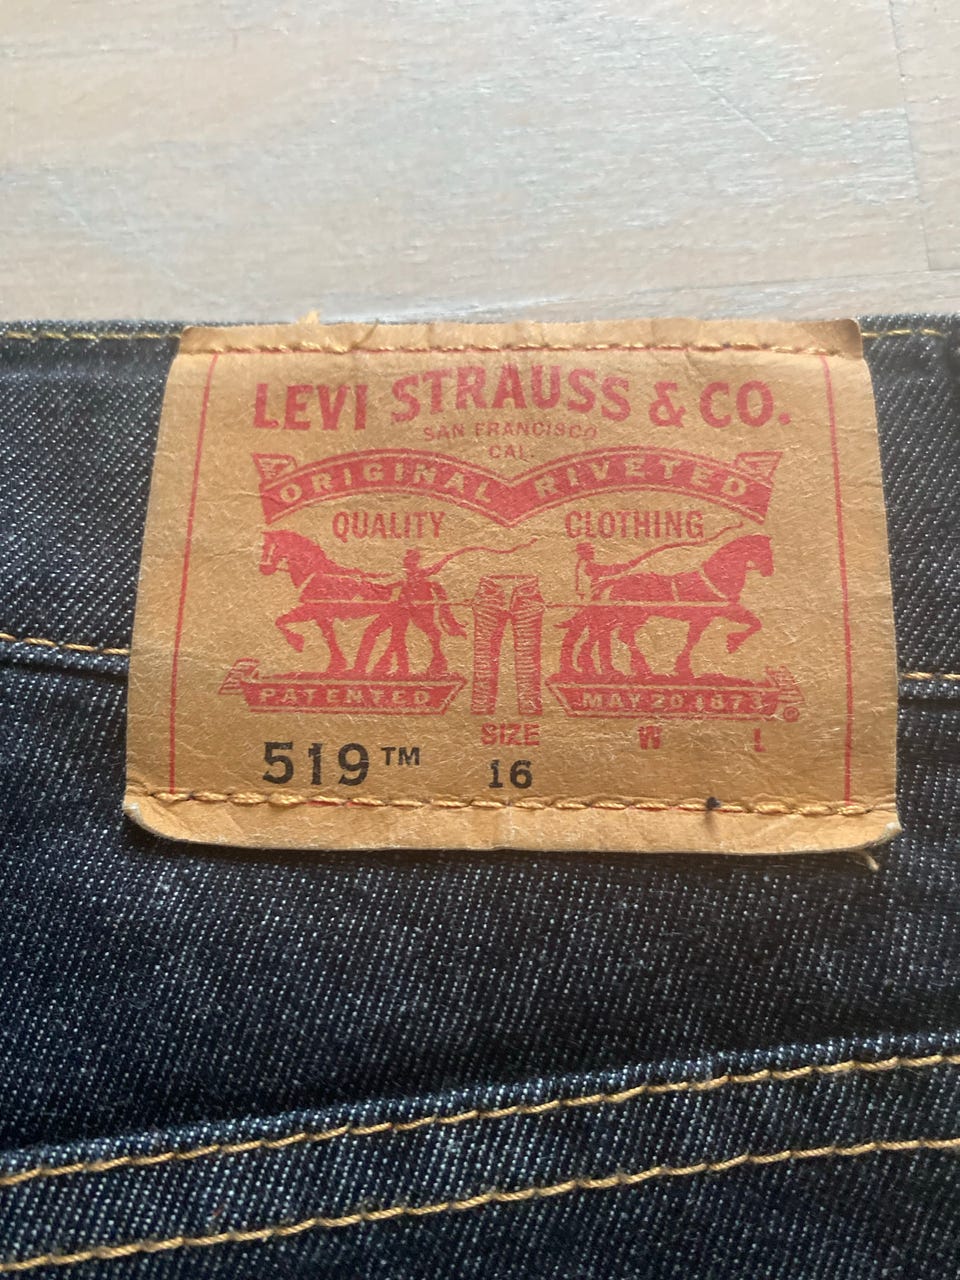 LEVI STRAUSS & CO.
SAN FRANCISCO
CAL.
ORIGINAL RIVETED
QUALITY CLOTHING
PATENTED MAY 20 1873 ®
SIZE W L
519™ 16